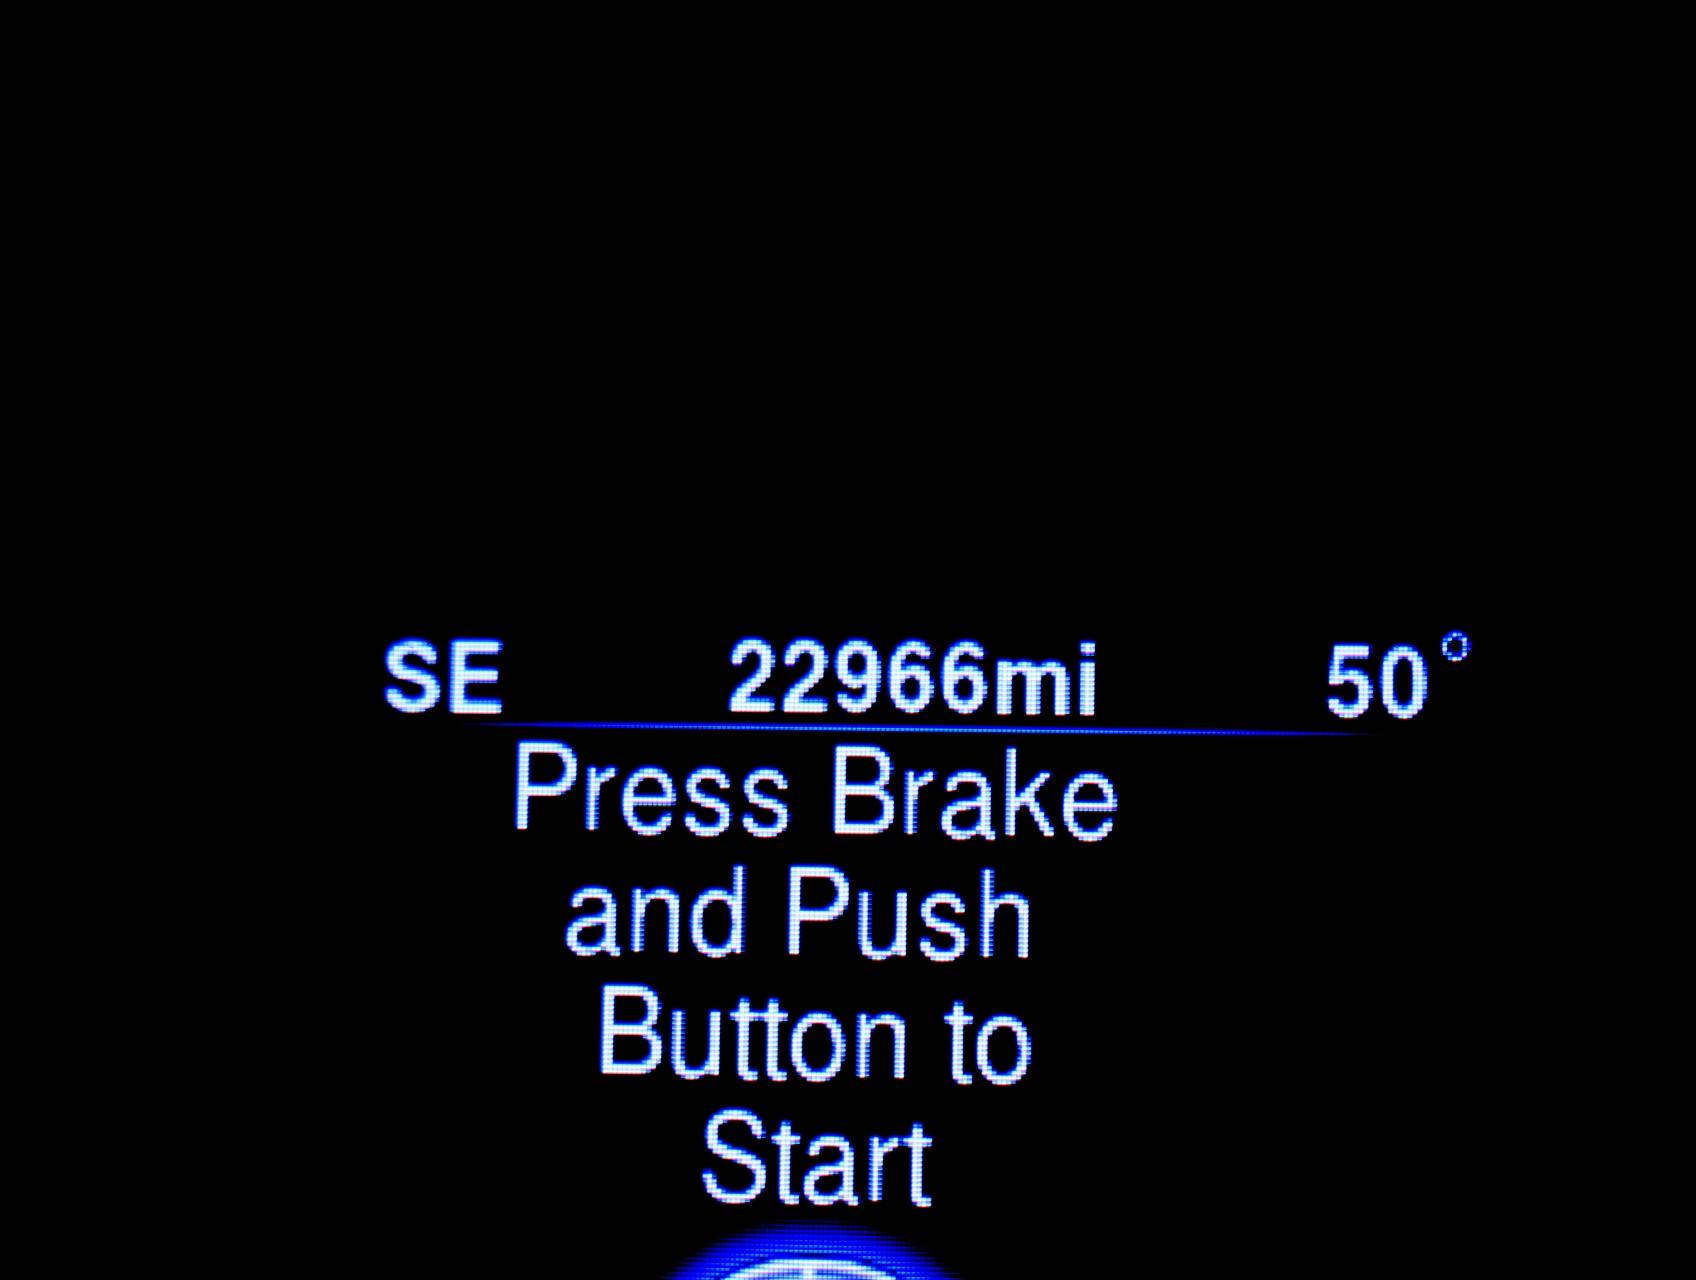 SE 22966mi 50°
Press Brake
and Push
Button to
Start